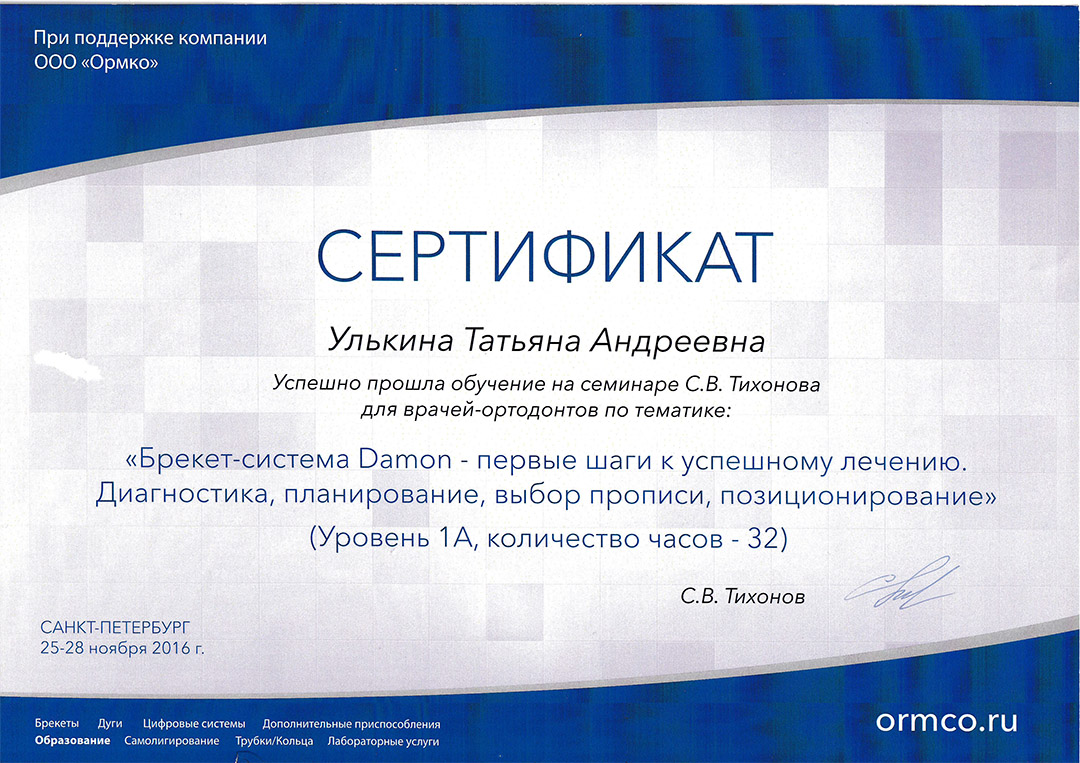 При поддержке компании
ООО «Ормко»
СЕРТИФИКАТ
Улькина Татьяна Андреевна
Успешно прошла обучение на семинаре С.В. Тихонова
для врачей-ортодонтов по тематике:
«Брекет-система Damon - первые шаги к успешному лечению.
Диагностика, планирование, выбор прописи, позиционирование»
(Уровень 1А, количество часов - 32)
С.В. Тихонов
САНКТ-ПЕТЕРБУРГ
25-28 ноября 2016 г.
Брекеты Дуги Цифровые системы Дополнительные приспособления
Образование Самолигирование Трубки/Кольца Лабораторные услуги
ormco.ru